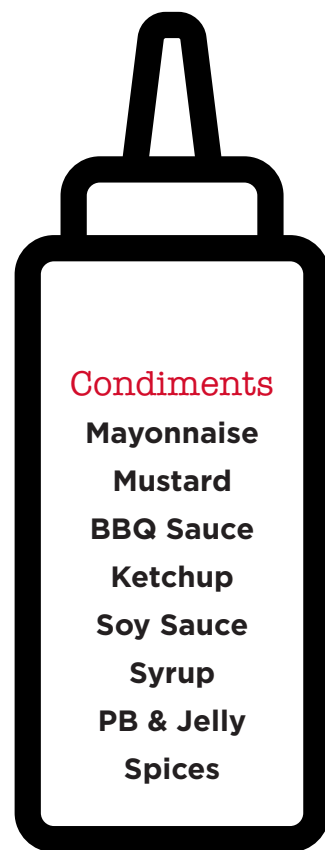 Condiments
Mayonnaise
Mustard
BBQ Sauce
Ketchup
Soy Sauce
Syrup
PB & Jelly
Spices